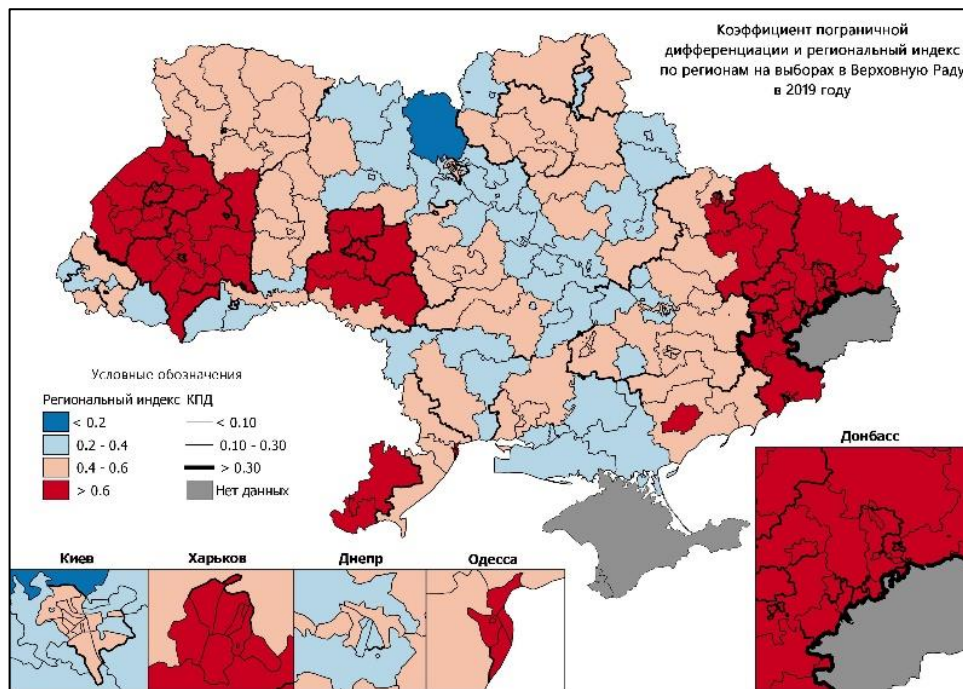 Коэффициент пограничной
дифференциации и региональный индекс
по регионам на выборах в Верховную Раду
в 2019 году
Условные обозначения
Региональный индекс КПД
< 0.2 < 0.10
0.2 - 0.4 0.10 - 0.30
0.4 - 0.6 > 0.30
> 0.6 Нет данных
Донбасс
Киев Харьков Днепр Одесса